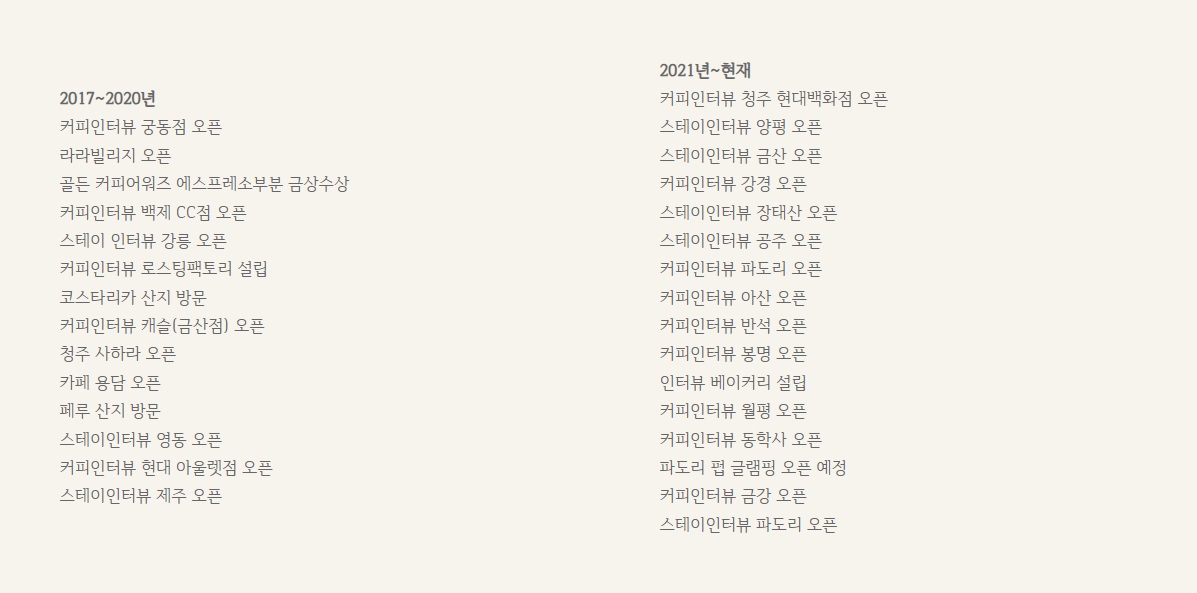 2017~2020년
커피인터뷰 궁동점 오픈
라라빌리지 오픈
골든 커피어워즈 에스프레소부분 금상수상
커피인터뷰 백제 CC점 오픈
스테이 인터뷰 강릉 오픈
커피인터뷰 로스팅팩토리 설립
코스타리카 산지 방문
커피인터뷰 캐슬(금산점) 오픈
청주 사하라 오픈
카페 용담 오픈
페루 산지 방문
스테이인터뷰 영동 오픈
커피인터뷰 현대 아울렛점 오픈
스테이인터뷰 제주 오픈
2021년~현재
커피인터뷰 청주 현대백화점 오픈
스테이인터뷰 양평 오픈
스테이인터뷰 금산 오픈
커피인터뷰 강경 오픈
스테이인터뷰 장태산 오픈
스테이인터뷰 공주 오픈
커피인터뷰 파도리 오픈
커피인터뷰 아산 오픈
커피인터뷰 반석 오픈
커피인터뷰 봉명 오픈
인터뷰 베이커리 설립
커피인터뷰 월평 오픈
커피인터뷰 동학사 오픈
파도리 펍 글램핑 오픈 예정
커피인터뷰 금강 오픈
스테이인터뷰 파도리 오픈